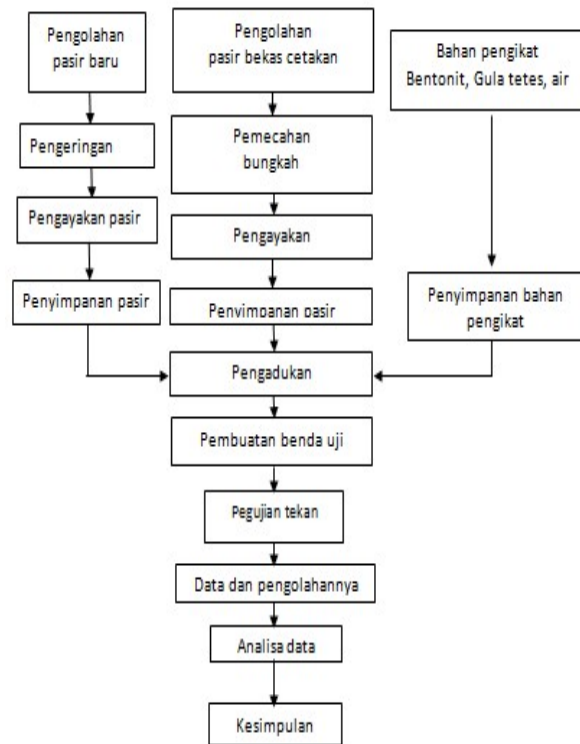 Pengolahan
pasir baru
Pengeringan
Pengayakan pasir
Penyimpanan pasir
Pengolahan
pasir bekas cetakan
Pemecahan
bungkah
Pengayakan
Penyimpanan pasir
Bahan pengikat
Bentonit, Gula tetes, air
Penyimpanan bahan
pengikat
Pengadukan
Pembuatan benda uji
Pegujian tekan
Data dan pengolahannya
Analisa data
Kesimpulan